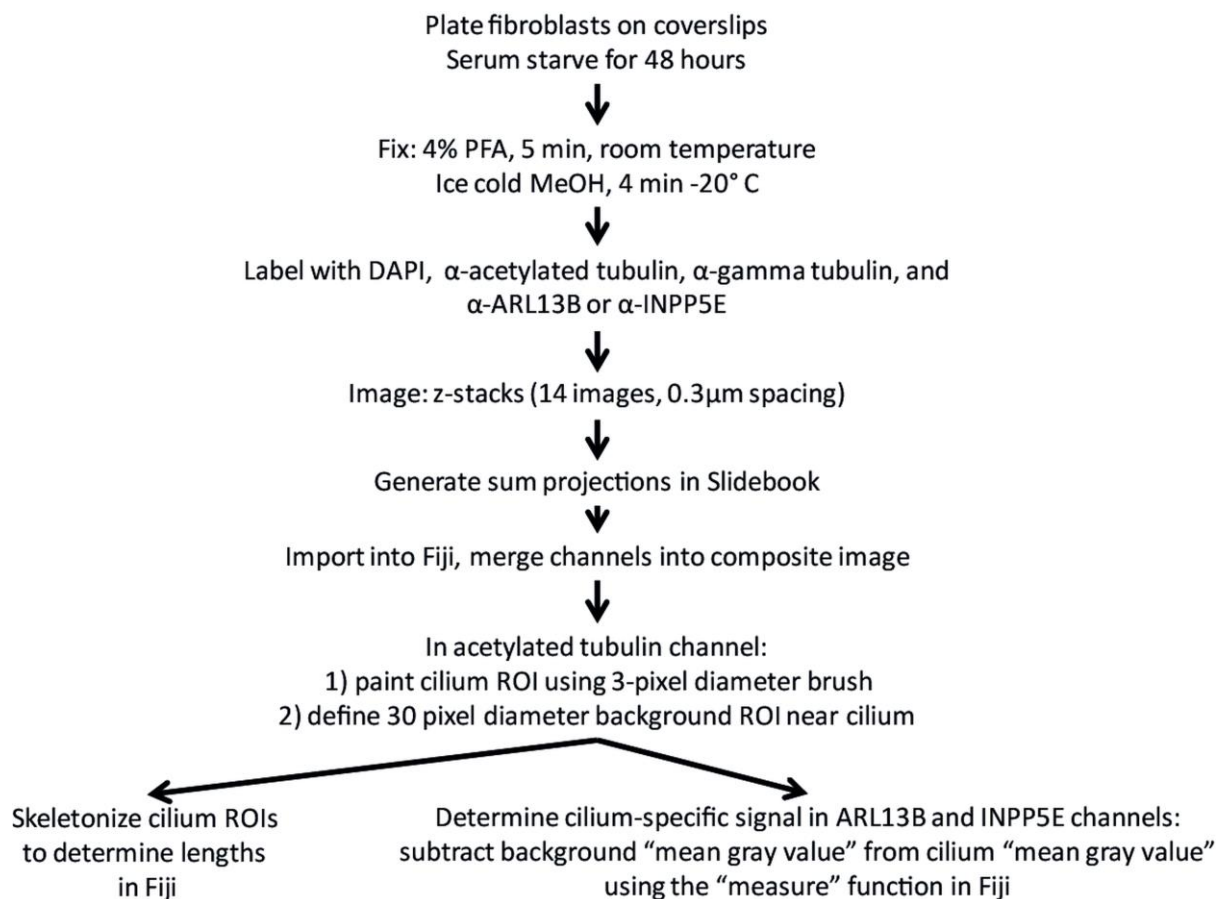 Plate fibroblasts on coverslips
Serum starve for 48 hours
Fix: 4% PFA, 5 min, room temperature
Ice cold MeOH, 4 min -20° C
Label with DAPI, α-acetylated tubulin, α-gamma tubulin, and
α-ARL13B or α-INPP5E
Image: z-stacks (14 images, 0.3μm spacing)
Generate sum projections in Slidebook
Import into Fiji, merge channels into composite image
In acetylated tubulin channel:
1) paint cilium ROI using 3-pixel diameter brush
2) define 30 pixel diameter background ROI near cilium
Skeletonize cilium ROIs
to determine lengths
in Fiji
Determine cilium-specific signal in ARL13B and INPP5E channels:
subtract background “mean gray value” from cilium “mean gray value”
using the “measure” function in Fiji